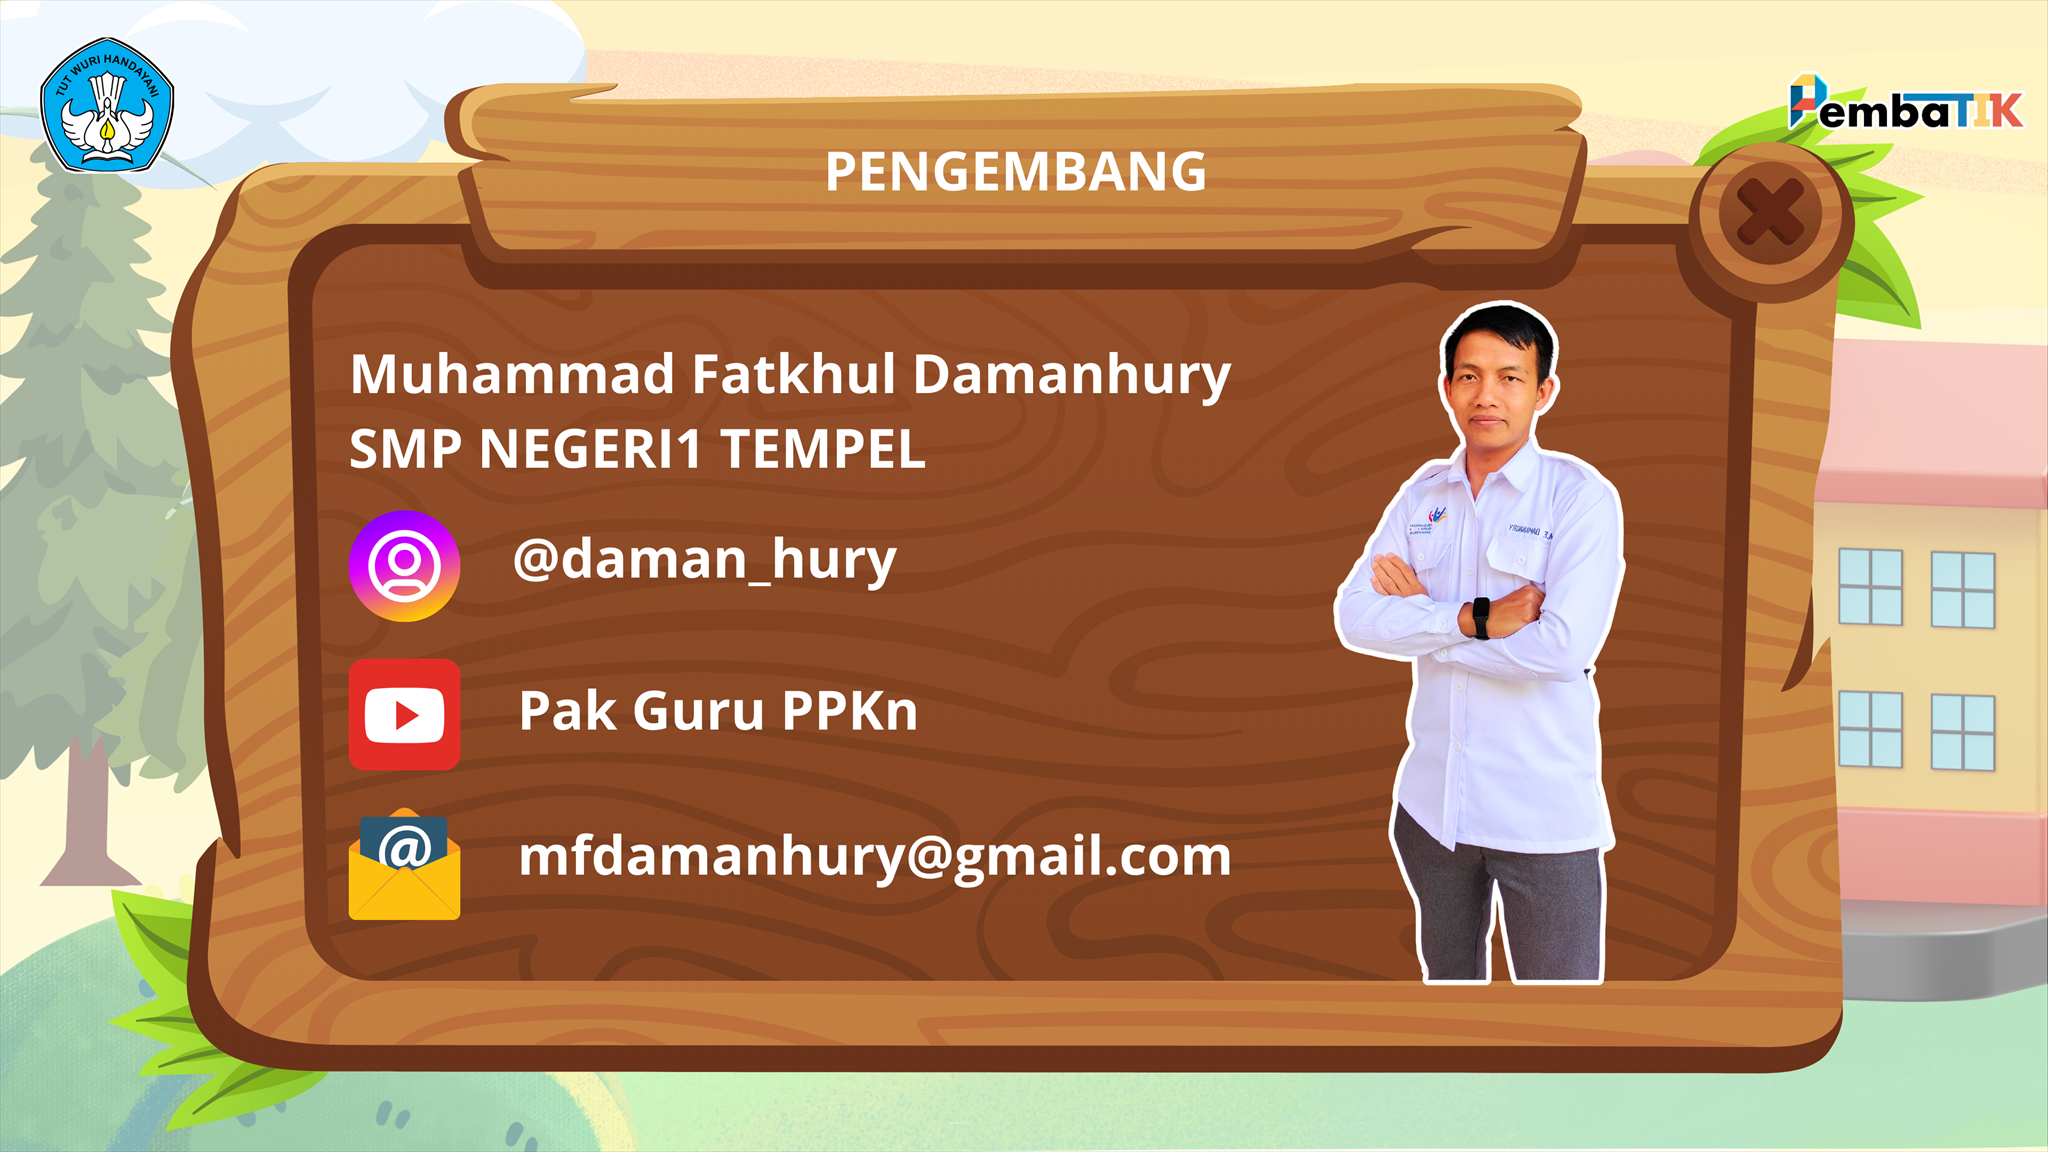 TUT WURI HANDAYANI
PembaTIK
PENGEMBANG
Muhammad Fatkhul Damanhury
SMP NEGERI1 TEMPEL
@daman_hury
Pak Guru PPKn
@
mfdamanhury@gmail.com